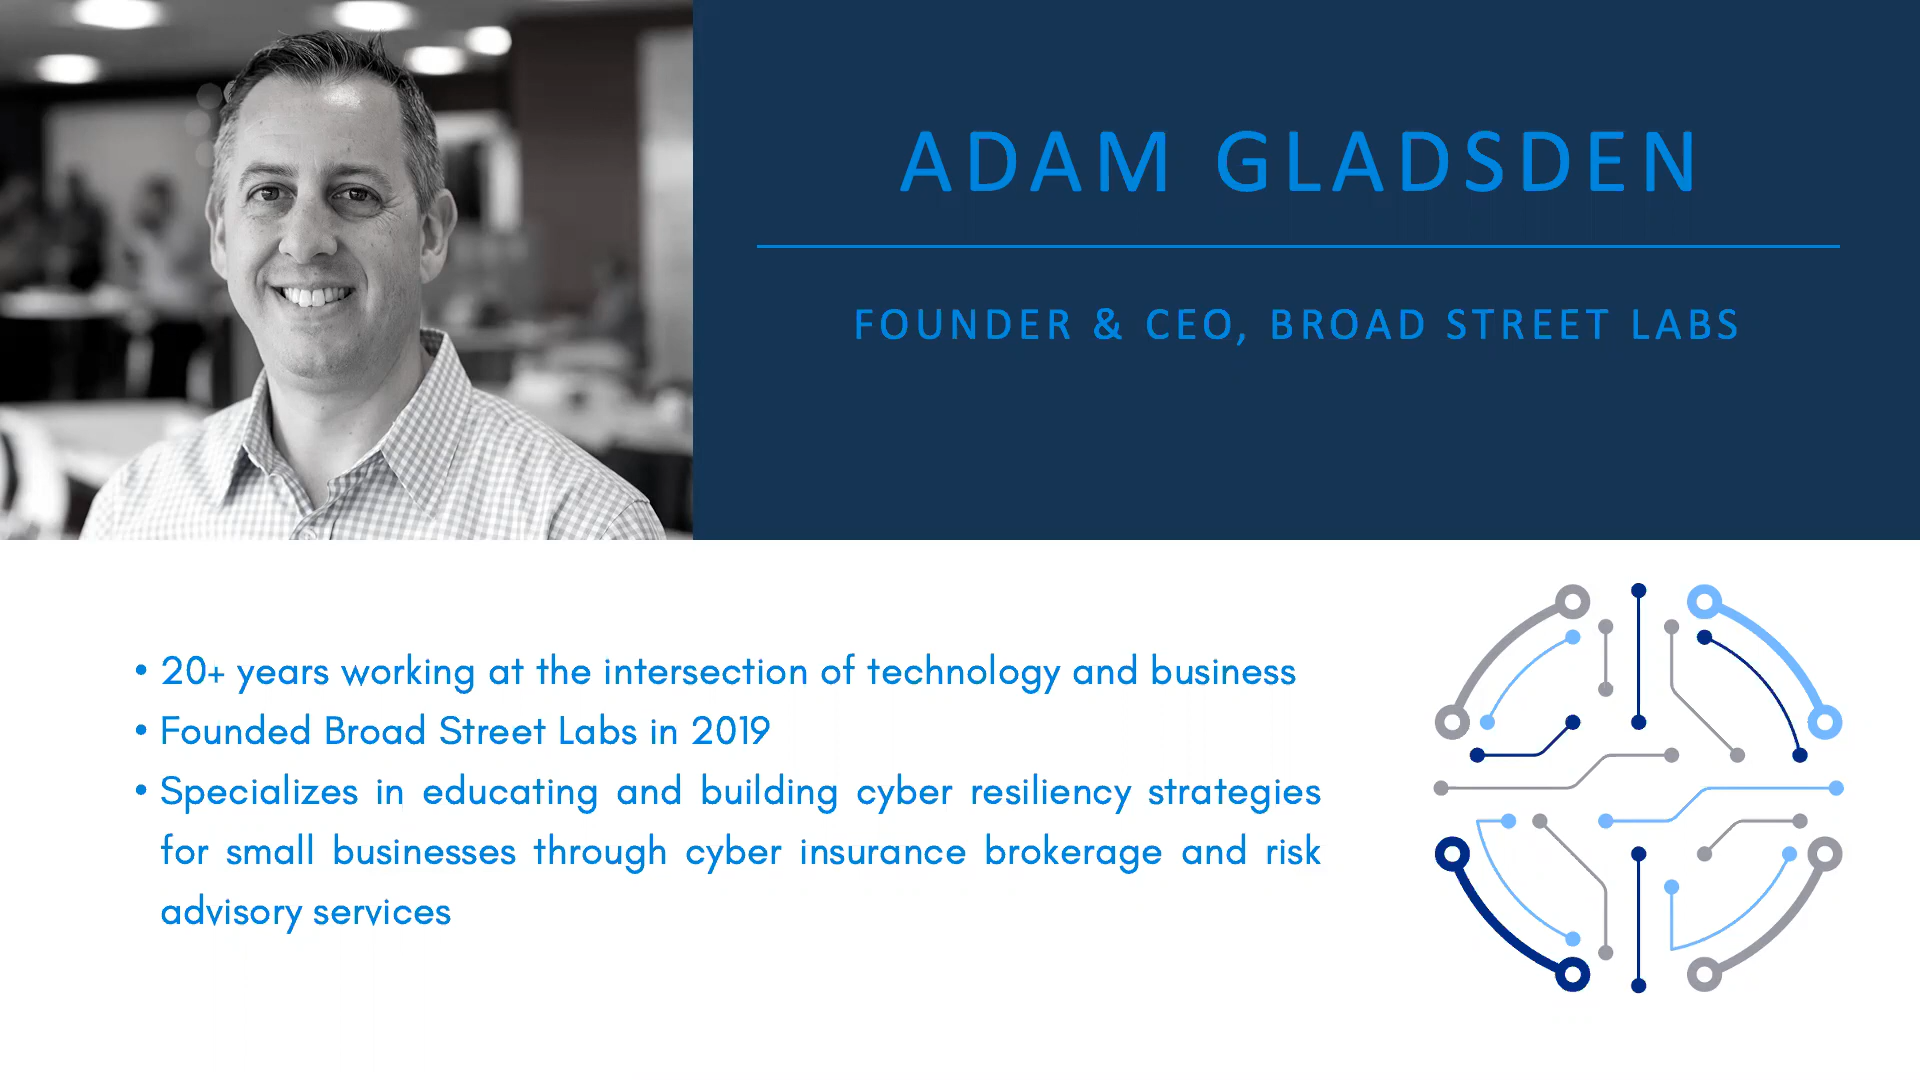 ADAM GLADSDEN
FOUNDER & CEO, BROAD STREET LABS
• 20+ years working at the intersection of technology and business
• Founded Broad Street Labs in 2019
• Specializes in educating and building cyber resiliency strategies
for small businesses through cyber insurance brokerage and risk
advisory services